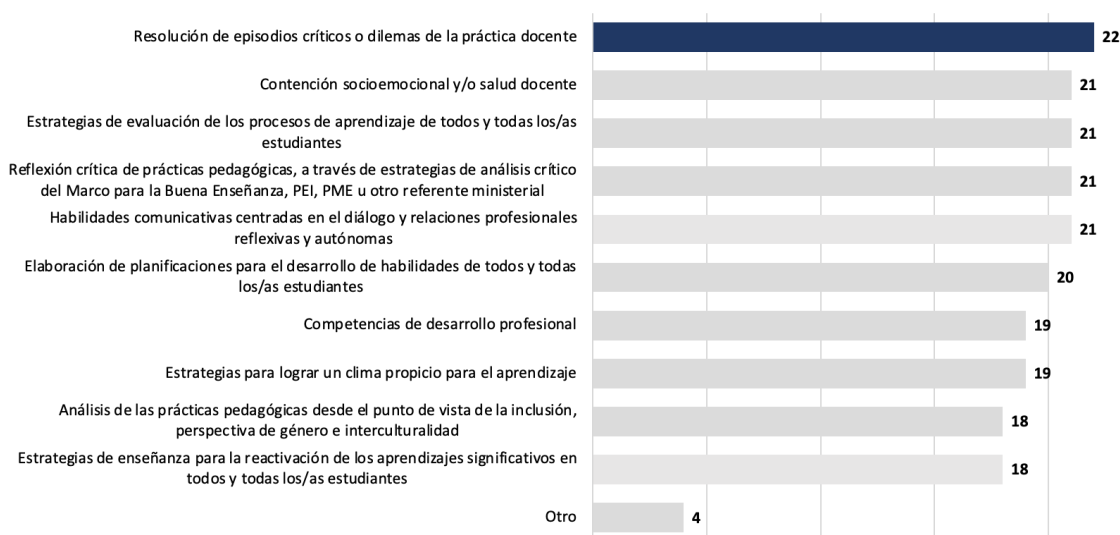 Resolución de episodios críticos o dilemas de la práctica docente
22
Contención socioemocional y/o salud docente
21
Estrategias de evaluación de los procesos de aprendizaje de todos y todas los/as
estudiantes
21
Reflexión crítica de prácticas pedagógicas, a través de estrategias de análisis crítico
del Marco para la Buena Enseñanza, PEI, PME u otro referente ministerial
21
Habilidades comunicativas centradas en el diálogo y relaciones profesionales
reflexivas y autónomas
21
Elaboración de planificaciones para el desarrollo de habilidades de todos y todas
los/as estudiantes
20
Competencias de desarrollo profesional
19
Estrategias para lograr un clima propicio para el aprendizaje
19
Análisis de las prácticas pedagógicas desde el punto de vista de la inclusión,
perspectiva de género e interculturalidad
18
Estrategias de enseñanza para la reactivación de los aprendizajes significativos en
todos y todas los/as estudiantes
18
Otro
4